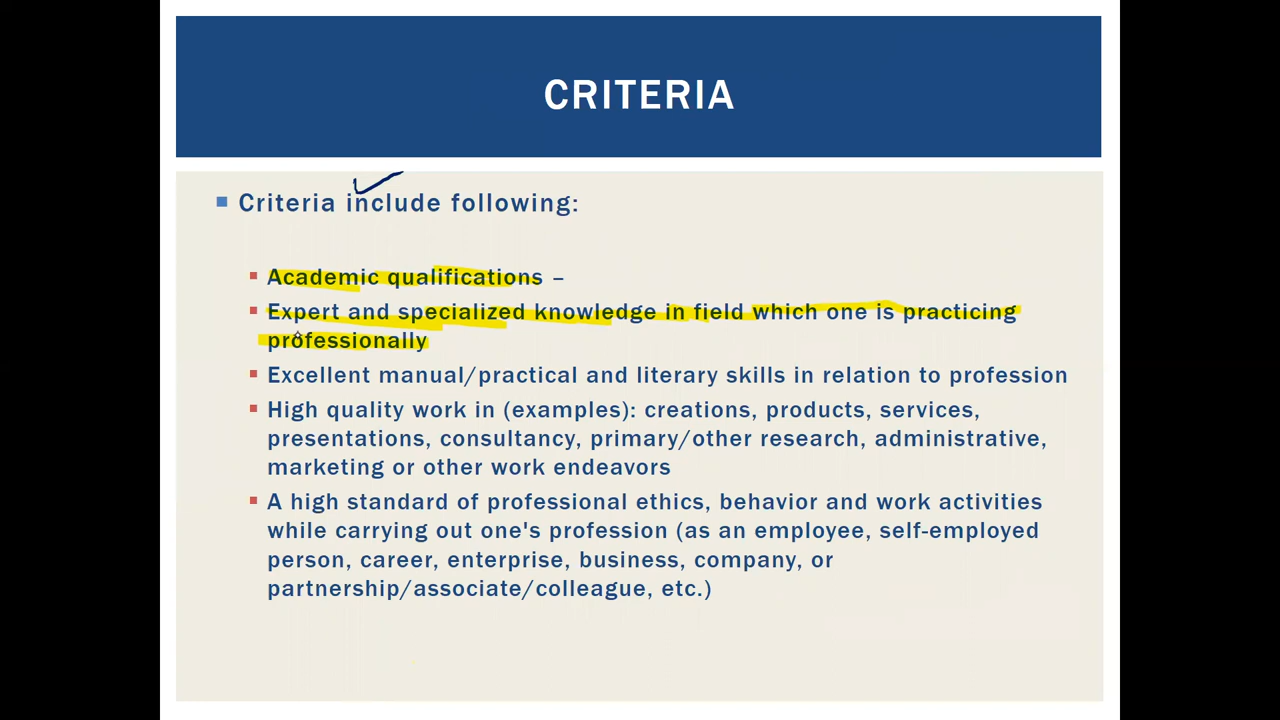 CRITERIA
Criteria include following:
Academic qualifications –
Expert and specialized knowledge in field which one is practicing
professionally
Excellent manual/practical and literary skills in relation to profession
High quality work in (examples): creations, products, services,
presentations, consultancy, primary/other research, administrative,
marketing or other work endeavors
A high standard of professional ethics, behavior and work activities
while carrying out one's profession (as an employee, self-employed
person, career, enterprise, business, company, or
partnership/associate/colleague, etc.)